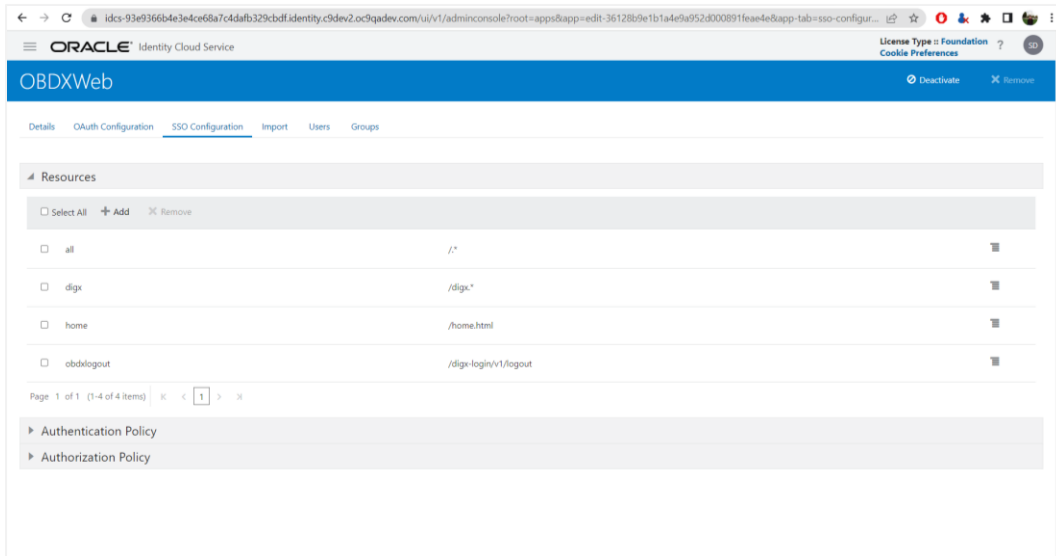 idcs-93e9366b4e3e4ce68a7c4dafb329cbdf.identity.c9dev2.oc9qadev.com/ui/v1/adminconsole?root=apps&app=edit-36128b9e1b1a4e9a952d000891feae4e&app-tab=sso-configur...
ORACLE® Identity Cloud Service
License Type :: Foundation ?
SD
Cookie Preferences
OBDXWeb Deactivate Remove
Details OAuth Configuration SSO Configuration Import Users Groups
Resources
Select All Add Remove
all /.*
digx /digx.*
home /home.html
obdxlogout /digx-login/v1/logout
Page 1 of 1 (1-4 of 4 items) K < 1 > >|
Authentication Policy
Authorization Policy